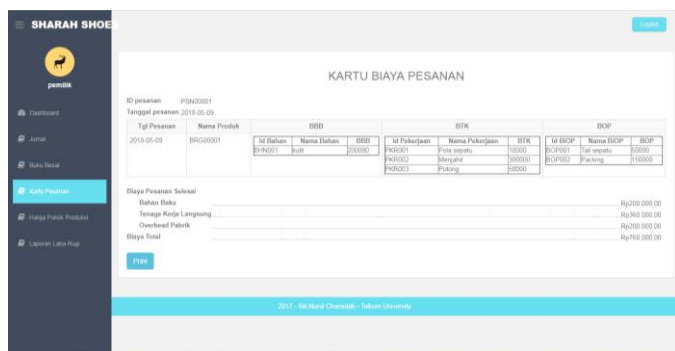 SHARAH SHOES
Logout
pemilik
Dashboard
Jurnal
Buku Besar
Kartu Pesanan
Harga Pokok Produksi
Laporan Laba Rugi
KARTU BIAYA PESANAN
ID pesanan PSN00001
Tanggal pesanan 2018-05-09
Tgl Pesanan Nama Produk BBB BTK BOP
2018-05-09 BRG00001 Id Bahan Nama Bahan BBB Id Pekerjaan Nama Pekerjaan BTK Id BOP Nama BIOP BOP
BHN001 kulit 200000 PKR001 Pola sepatu 10000 BOP001 Tali sepatu 50000
PKR002 Menjahit 300000 BOP002 Packing 150000
PKR003 Potong 50000
Biaya Pesanan Selesai
Bahan Baku Rp200.000,00
Tenaga Kerja Langsung Rp360.000,00
Overhead Pabrik Rp200.000,00
Biaya Total Rp760.000,00
Print
2017 - Siti Nurul Chamidah - Telkom University